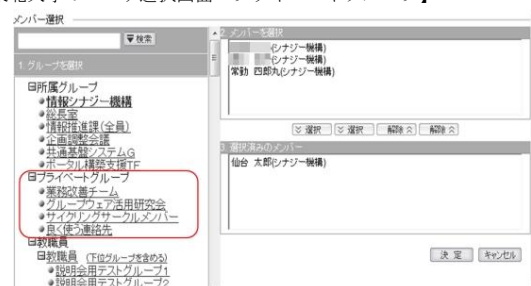 メンバー選択
▼検索
1. グループを選択
日所属グループ
情報シナジー機構
総長室
情報推進課(全員)
企画調整会議
共通基盤システムG
ポータル構築支援TF
日プライベートグループ
業務改善チーム
グループウェア活用研究会
サイクリングサークルメンバー
良く使う連絡先
日教職員
日教職員 (下位グループを含める)
説明会用テストグループ1
説明会用テストグループ2
2. メンバーを選択
(シナジー機構)
(シナジー機構)
常勤 四郎丸(シナジー機構)
選択 選択 解除 解除
3. 選択済みのメンバー
仙台 太郎(シナジー機構)
決 定 キャンセル